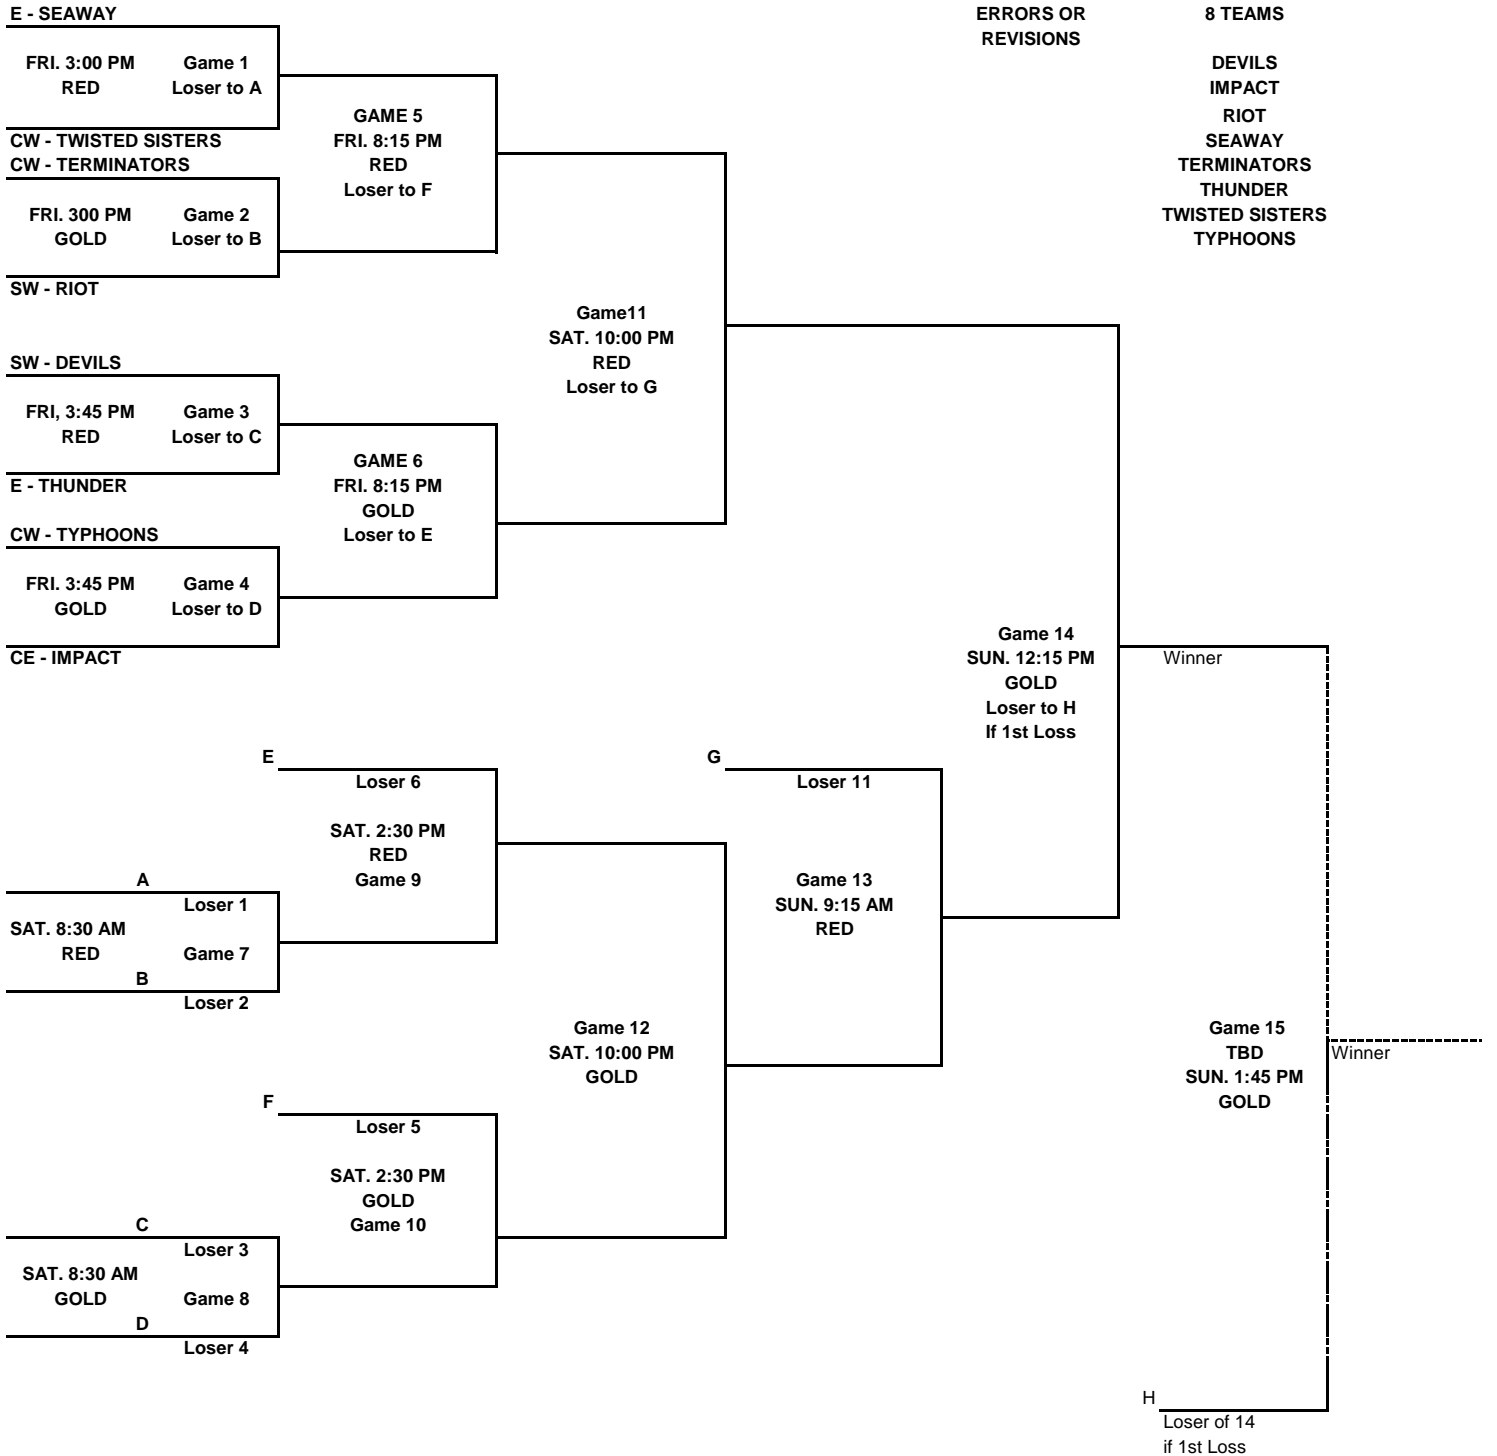 E - SEAWAY
ERRORS OR
REVISIONS
8 TEAMS
DEVILS
IMPACT
RIOT
SEAWAY
TERMINATORS
THUNDER
TWISTED SISTERS
TYPHOONS
FRI. 3:00 PM Game 1
RED Loser to A
CW - TWISTED SISTERS
CW - TERMINATORS
FRI. 300 PM Game 2
GOLD Loser to B
SW - RIOT
GAME 5
FRI. 8:15 PM
RED
Loser to F
SW - DEVILS
FRI, 3:45 PM Game 3
RED Loser to C
E - THUNDER
CW - TYPHOONS
FRI. 3:45 PM Game 4
GOLD Loser to D
CE - IMPACT
GAME 6
FRI. 8:15 PM
GOLD
Loser to E
Game11
SAT. 10:00 PM
RED
Loser to G
Game 14
SUN. 12:15 PM
GOLD
Loser to H
If 1st Loss
Winner
E
Loser 6
SAT. 2:30 PM
RED
Game 9
A
Loser 1
SAT. 8:30 AM
RED Game 7
B
Loser 2
G
Loser 11
Game 13
SUN. 9:15 AM
RED
Game 12
SAT. 10:00 PM
GOLD
F
Loser 5
SAT. 2:30 PM
GOLD
Game 10
C
Loser 3
SAT. 8:30 AM
GOLD Game 8
D
Loser 4
Game 15
TBD
SUN. 1:45 PM
GOLD
Winner
H
Loser of 14
if 1st Loss